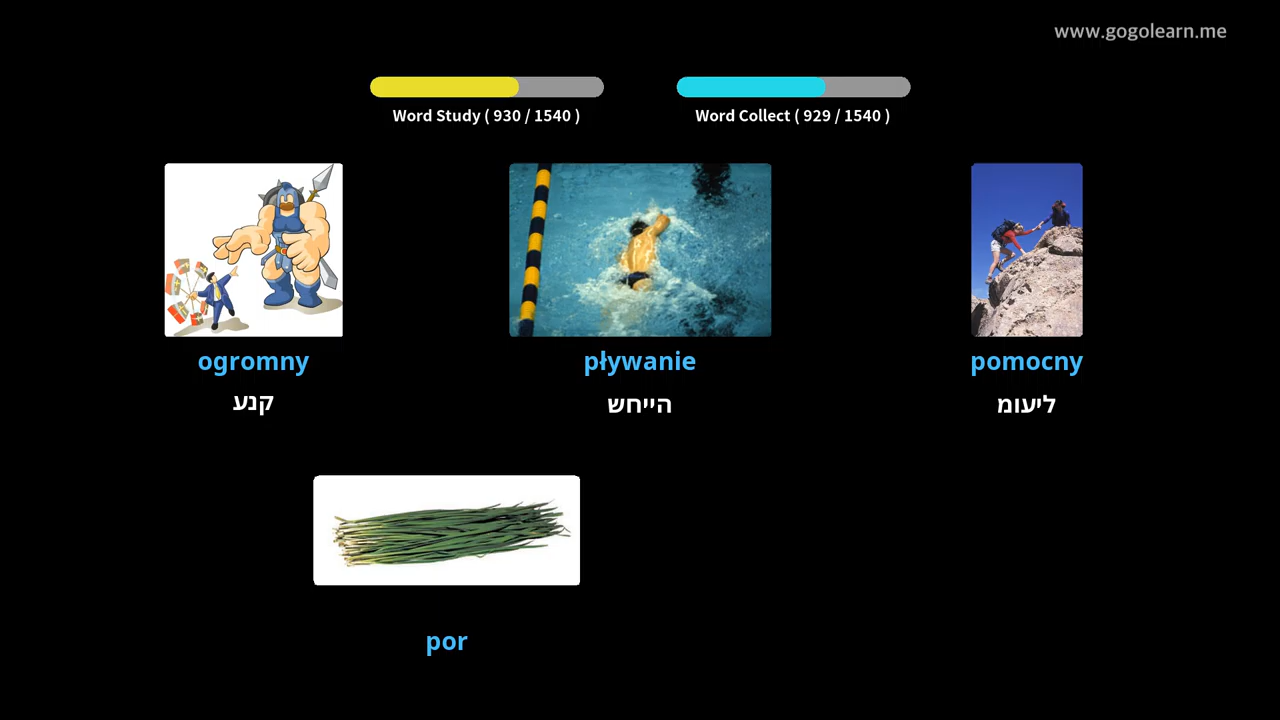 www.gogolearn.me
Word Study ( 930 / 1540 )
Word Collect ( 929 / 1540 )
ogromny
pływanie
pomocny
קנע
הייחש
ליעומ
por